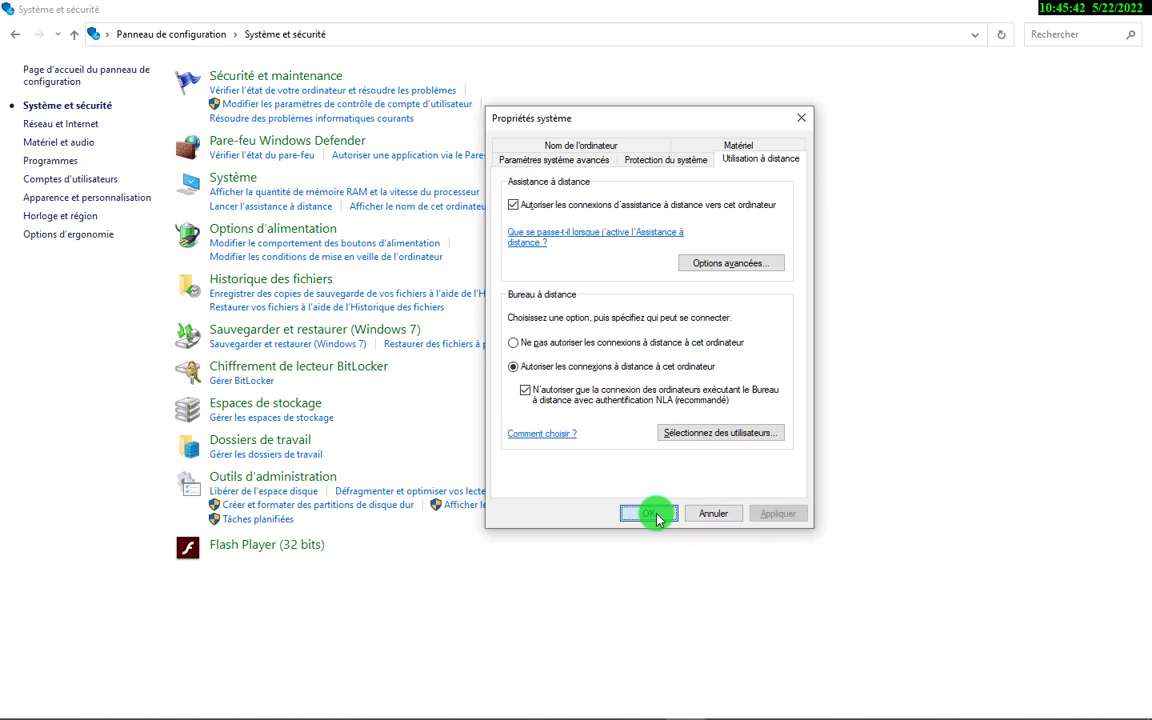 Système et sécurité
10:45:42 5/22/2022
Panneau de configuration › Système et sécurité
Rechercher
Page d'accueil du panneau de
configuration
Système et sécurité
Réseau et Internet
Matériel et audio
Programmes
Comptes d'utilisateurs
Apparence et personnalisation
Horloge et région
Options d'ergonomie
Sécurité et maintenance
Vérifier l'état de votre ordinateur et résoudre les problèmes
Modifier les paramètres de contrôle de compte d'utilisateur
Résoudre des problèmes informatiques courants
Pare-feu Windows Defender
Vérifier l'état du pare-feu
Autoriser une application via le Pare-
Système
Afficher la quantité de mémoire RAM et la vitesse du processeur
Lancer l'assistance à distance
Afficher le nom de cet ordinateu
Options d'alimentation
Modifier le comportement des boutons d'alimentation
Modifier les conditions de mise en veille de l'ordinateur
Historique des fichiers
Enregistrer des copies de sauvegarde de vos fichiers à l'aide de l'H
Restaurer vos fichiers à l'aide de l'Historique des fichiers
Sauvegarder et restaurer (Windows 7)
Sauvegarder et restaurer (Windows 7)
Restaurer des fichiers à p
Chiffrement de lecteur BitLocker
Gérer BitLocker
Espaces de stockage
Gérer les espaces de stockage
Dossiers de travail
Gérer les dossiers de travail
Outils d'administration
Libérer de l'espace disque
Défragmenter et optimiser vos lecte
Créer et formater des partitions de disque dur
Afficher le
Tâches planifiées
Flash Player (32 bits)
Propriétés système
Nom de l'ordinateur
Matériel
Paramètres système avancés
Protection du système
Utilisation à distance
Assistance à distance
Autoriser les connexions d'assistance à distance vers cet ordinateur
Que se passe-t-il lorsque j'active l'Assistance à
distance ?
Options avancées...
Bureau à distance
Choisissez une option, puis spécifiez qui peut se connecter.
Ne pas autoriser les connexions à distance à cet ordinateur
Autoriser les connexions à distance à cet ordinateur
N'autoriser que la connexion des ordinateurs exécutant le Bureau
à distance avec authentification NLA (recommandé)
Comment choisir ?
Sélectionnez des utilisateurs...
OK
Annuler
Appliquer